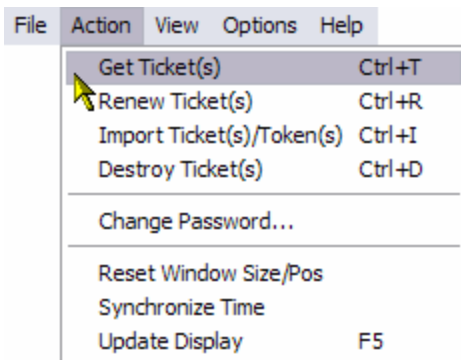 File Action View Options Help
Get Ticket(s) Ctrl+T
Renew Ticket(s) Ctrl+R
Import Ticket(s)/Token(s) Ctrl+I
Destroy Ticket(s) Ctrl+D
Change Password...
Reset Window Size/Pos
Synchronize Time
Update Display F5